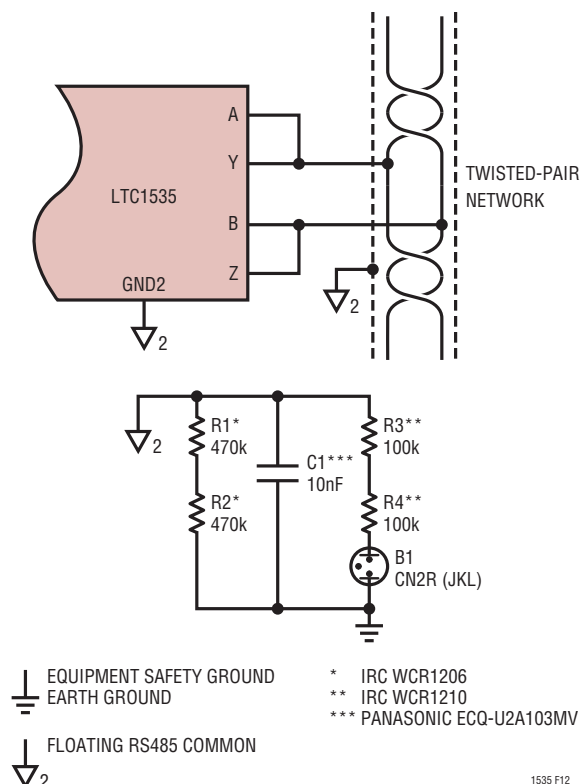 A
Y
LTC1535
B
Z
GND2
2
2
TWISTED-PAIR
NETWORK
2
R1*
470k
R2*
470k
C1***
10nF
R3**
100k
R4**
100k
B1
CN2R (JKL)
EQUIPMENT SAFETY GROUND
EARTH GROUND
FLOATING RS485 COMMON
2
* IRC WCR1206
** IRC WCR1210
*** PANASONIC ECQ-U2A103MV
1535 F12